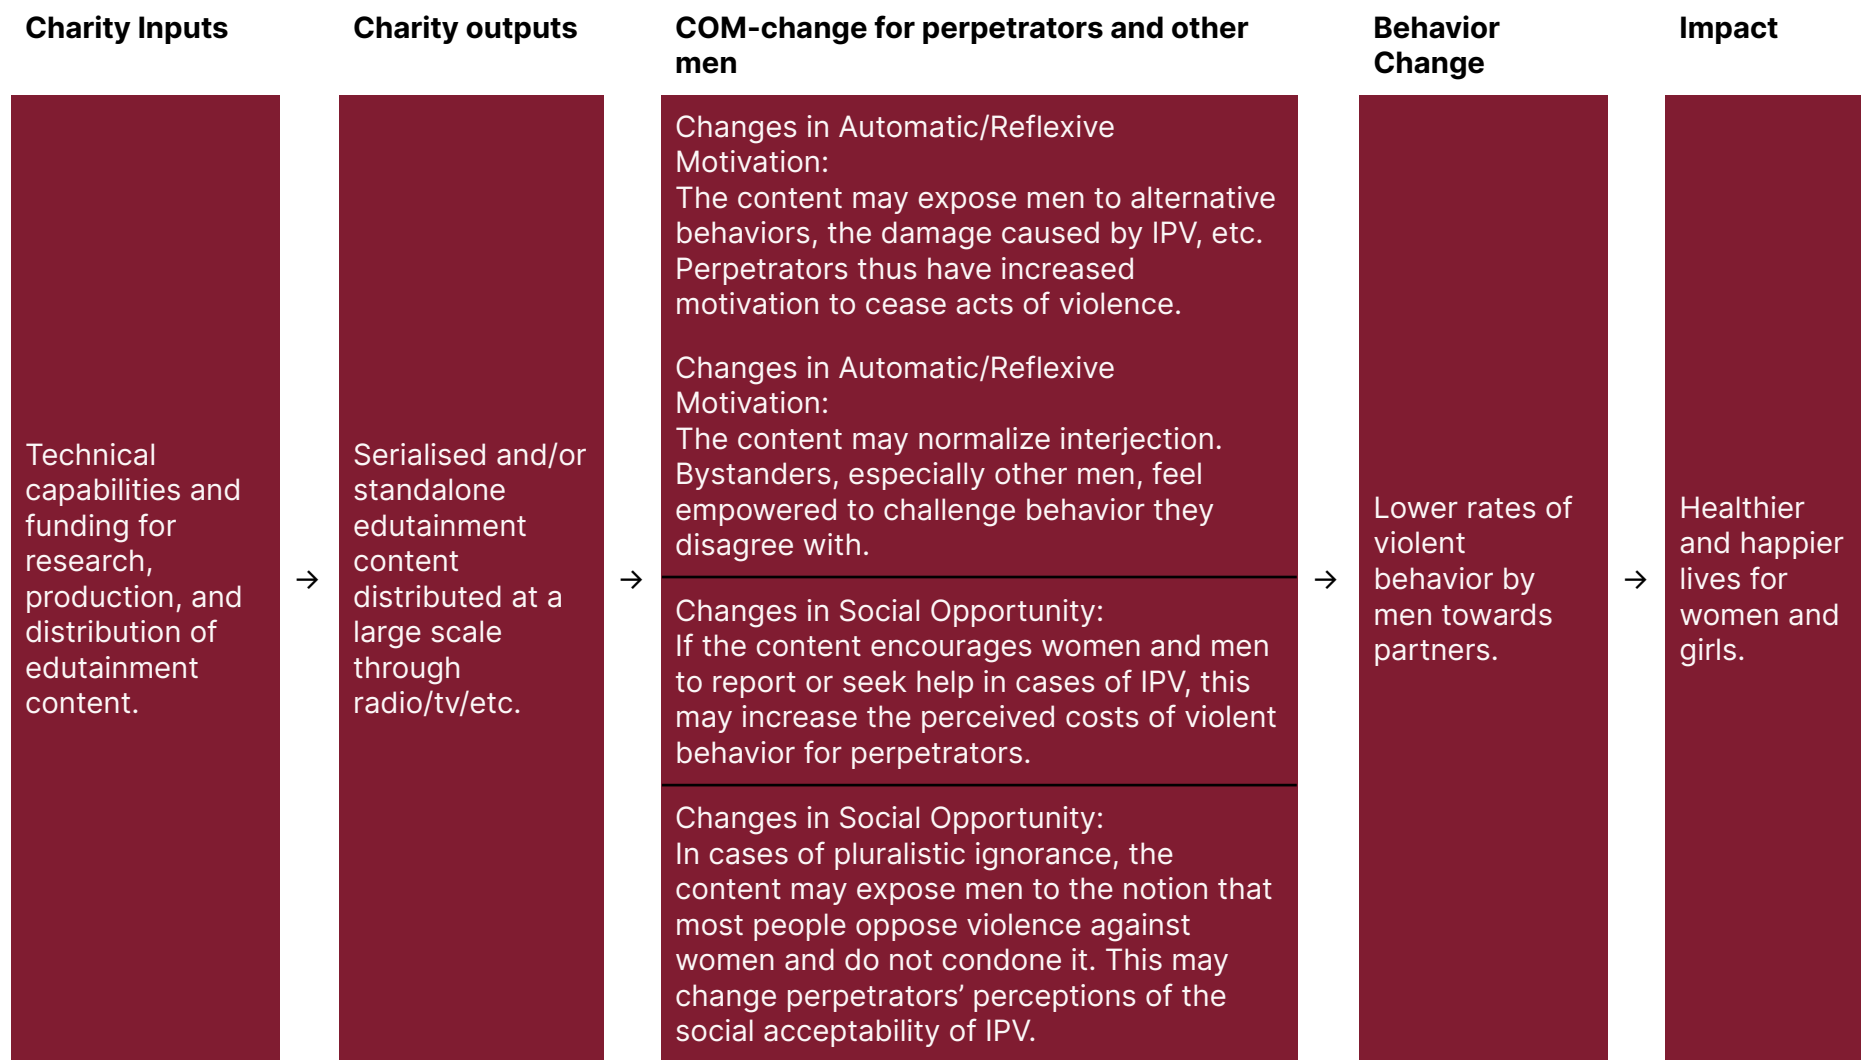 Charity Inputs
Charity outputs
COM-change for perpetrators and other
men
Behavior
Change
Impact
Technical
capabilities and
funding for
research,
production, and
distribution of
edutainment
content.
→
Serialised and/or
standalone
edutainment
content
distributed at a
large scale
through
radio/tv/etc.
→
Changes in Automatic/Reflexive
Motivation:
The content may expose men to alternative
behaviors, the damage caused by IPV, etc.
Perpetrators thus have increased
motivation to cease acts of violence.
Changes in Automatic/Reflexive
Motivation:
The content may normalize interjection.
Bystanders, especially other men, feel
empowered to challenge behavior they
disagree with.
Changes in Social Opportunity:
If the content encourages women and men
to report or seek help in cases of IPV, this
may increase the perceived costs of violent
behavior for perpetrators.
Changes in Social Opportunity:
In cases of pluralistic ignorance, the
content may expose men to the notion that
most people oppose violence against
women and do not condone it. This may
change perpetrators’ perceptions of the
social acceptability of IPV.
→
Lower rates of
violent
behavior by
men towards
partners.
→
Healthier
and happier
lives for
women and
girls.